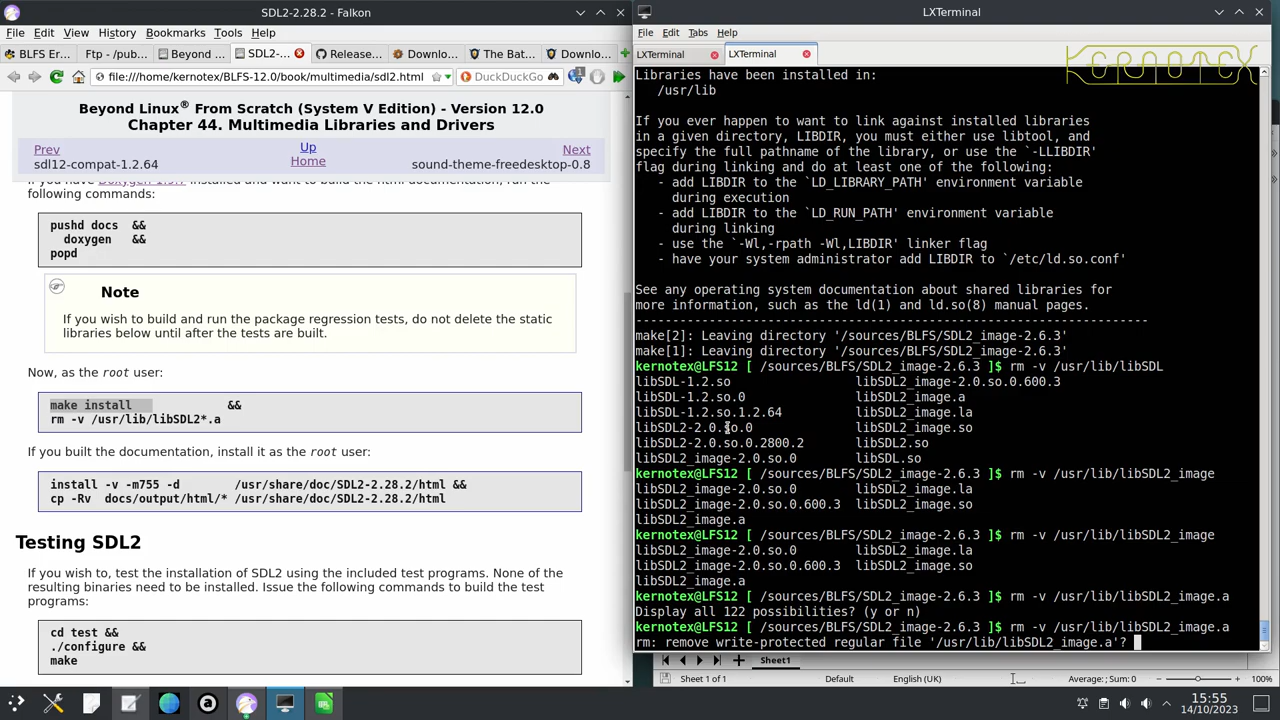 SDL2-2.28.2 - Falkon
File Edit View History Bookmarks Tools Help
BLFS Er... Ftp - /pub... Beyond ... SDL2-... Release... Downlo... The Bat... Downlo...
file:///home/kernotex/BLFS-12.0/book/multimedia/sdl2.html DuckDuckGo
Beyond Linux® From Scratch (System V Edition) - Version 12.0
Chapter 44. Multimedia Libraries and Drivers
Prev Up Next
sdl12-compat-1.2.64 Home sound-theme-freedesktop-0.8
If you have Doxygen-1.9.7 installed and want to build the html documentation, run the
following commands:
pushd docs &&
doxygen &&
popd
Note
If you wish to build and run the package regression tests, do not delete the static
libraries below until after the tests are built.
Now, as the root user:
make install &&
rm -v /usr/lib/libSDL2*.a
If you built the documentation, install it as the root user:
install -v -m755 -d /usr/share/doc/SDL2-2.28.2/html &&
cp -Rv docs/output/html/* /usr/share/doc/SDL2-2.28.2/html
Testing SDL2
If you wish, test the installation of SDL2 using the included test programs. None of the
resulting binaries need to be installed. Issue the following commands to build the test
programs:
cd test &&
./configure &&
make
LXTerminal
File Edit Tabs Help
LXTerminal LXTerminal
KERNOTEX
Libraries have been installed in:
/usr/lib
If you ever happen to want to link against installed libraries
in a given directory, LIBDIR, you must either use libtool, and
specify the full pathname of the library, or use the `-LLIBDIR'
flag during linking and do at least one of the following:
- add LIBDIR to the `LD_LIBRARY_PATH' environment variable
during execution
- add LIBDIR to the `LD_RUN_PATH' environment variable
during linking
- use the `-Wl,-rpath -Wl,LIBDIR' linker flag
- have your system administrator add LIBDIR to `/etc/ld.so.conf'
See any operating system documentation about shared libraries for
more information, such as the ld(1) and ld.so(8) manual pages.
----------------------------------------------------------------------
make[2]: Leaving directory '/sources/BLFS/SDL2_image-2.6.3'
make[1]: Leaving directory '/sources/BLFS/SDL2_image-2.6.3'
kernotex@LFS12 [ /sources/BLFS/SDL2_image-2.6.3 ]$ rm -v /usr/lib/libSDL
libSDL-1.2.so libSDL2_image-2.0.so.0.600.3
libSDL-1.2.so.0 libSDL2_image.a
libSDL-1.2.so.1.2.64 libSDL2_image.la
libSDL2-2.0.so.0 libSDL2_image.so
libSDL2-2.0.so.0.2800.2 libSDL2.so
libSDL2_image-2.0.so.0 libSDL.so
kernotex@LFS12 [ /sources/BLFS/SDL2_image-2.6.3 ]$ rm -v /usr/lib/libSDL2_image
libSDL2_image-2.0.so.0 libSDL2_image.la
libSDL2_image-2.0.so.0.600.3 libSDL2_image.so
libSDL2_image.a
kernotex@LFS12 [ /sources/BLFS/SDL2_image-2.6.3 ]$ rm -v /usr/lib/libSDL2_image
libSDL2_image-2.0.so.0 libSDL2_image.la
libSDL2_image-2.0.so.0.600.3 libSDL2_image.so
libSDL2_image.a
kernotex@LFS12 [ /sources/BLFS/SDL2_image-2.6.3 ]$ rm -v /usr/lib/libSDL2_image.a
Display all 122 possibilities? (y or n)
kernotex@LFS12 [ /sources/BLFS/SDL2_image-2.6.3 ]$ rm -v /usr/lib/libSDL2_image.a
rm: remove write-protected regular file '/usr/lib/libSDL2_image.a'?
Sheet1
Sheet 1 of 1 Default English (UK) Average: ; Sum: 0 100%
15:55
14/10/2023